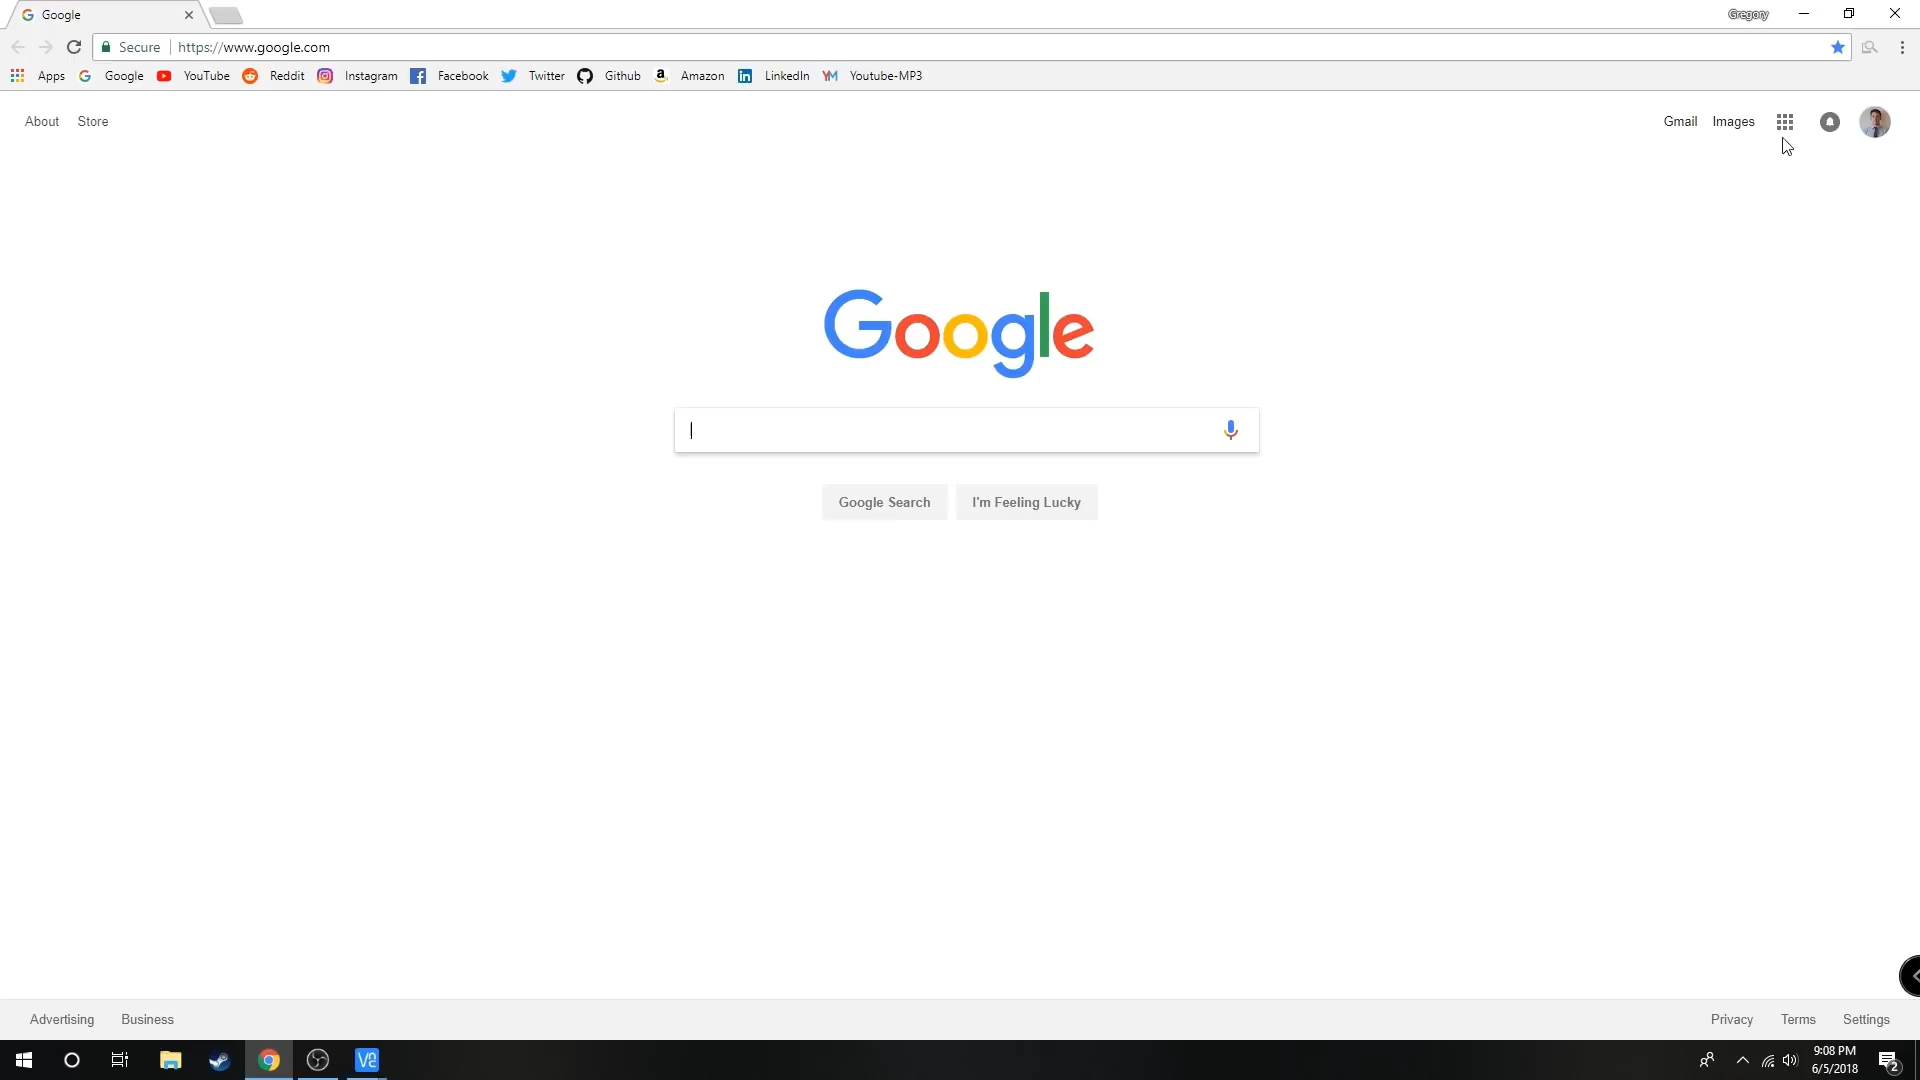 Google
Gregory
Secure https://www.google.com
Apps Google YouTube Reddit Instagram Facebook Twitter Github Amazon LinkedIn Youtube-MP3
About Store
Gmail Images
Google
Google Search I'm Feeling Lucky
Advertising Business
Privacy Terms Settings
9:08 PM
6/5/2018
2